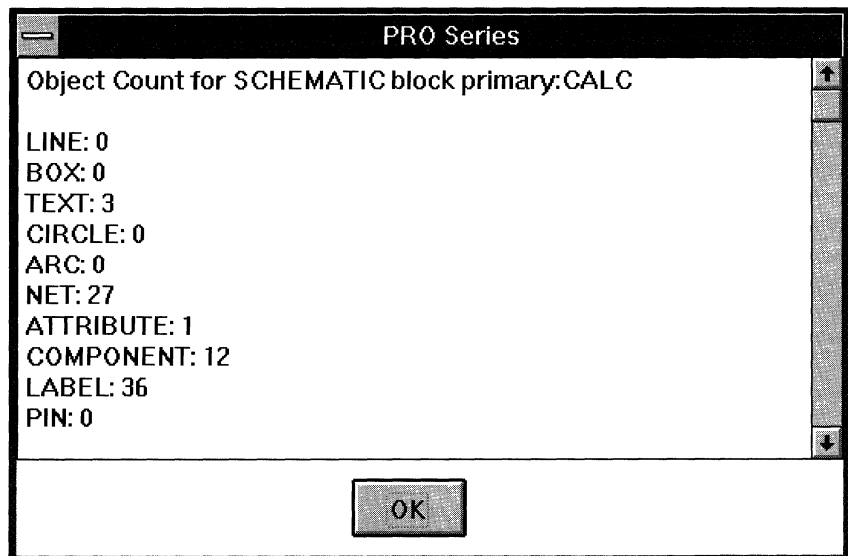 PRO Series
Object Count for SCHEMATIC block primary:CALC
LINE: 0
BOX: 0
TEXT: 3
CIRCLE: 0
ARC: 0
NET: 27
ATTRIBUTE: 1
COMPONENT: 12
LABEL: 36
PIN: 0
OK